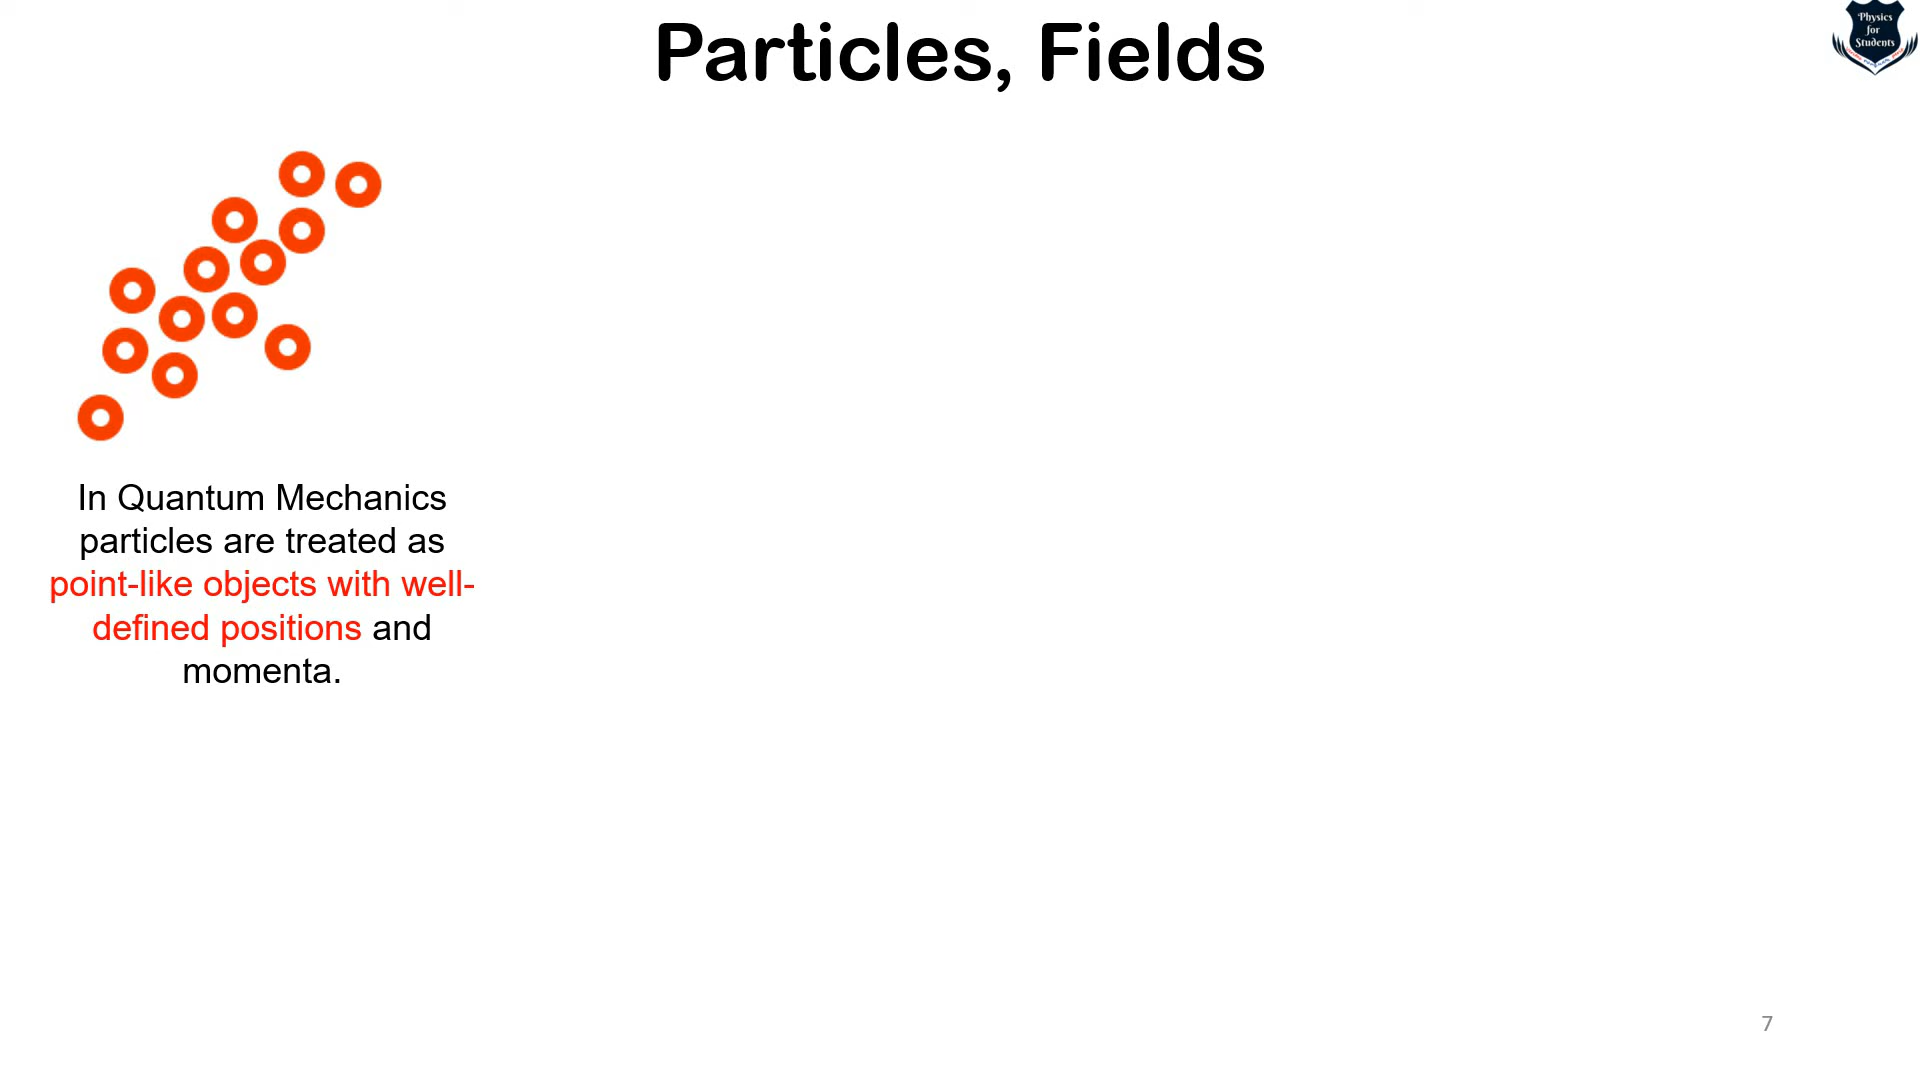 Particles, Fields
Physics
for
Students
In Quantum Mechanics
particles are treated as
point-like objects with well-
defined positions and
momenta.
7